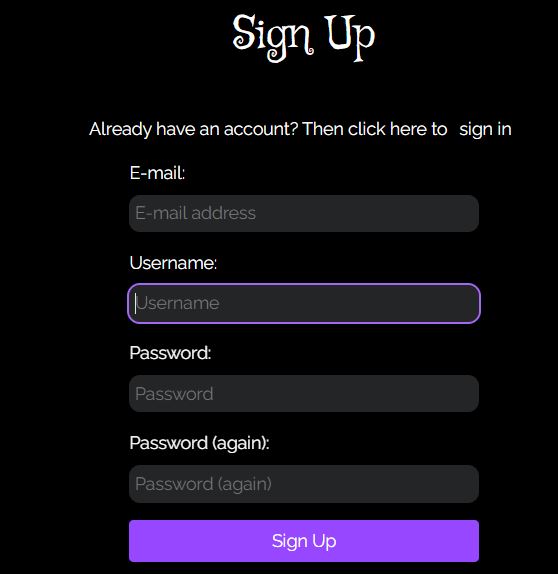 Sign Up
Already have an account? Then click here to sign in
E-mail:
E-mail address
Username:
Username
Password:
Password
Password (again):
Password (again)
Sign Up